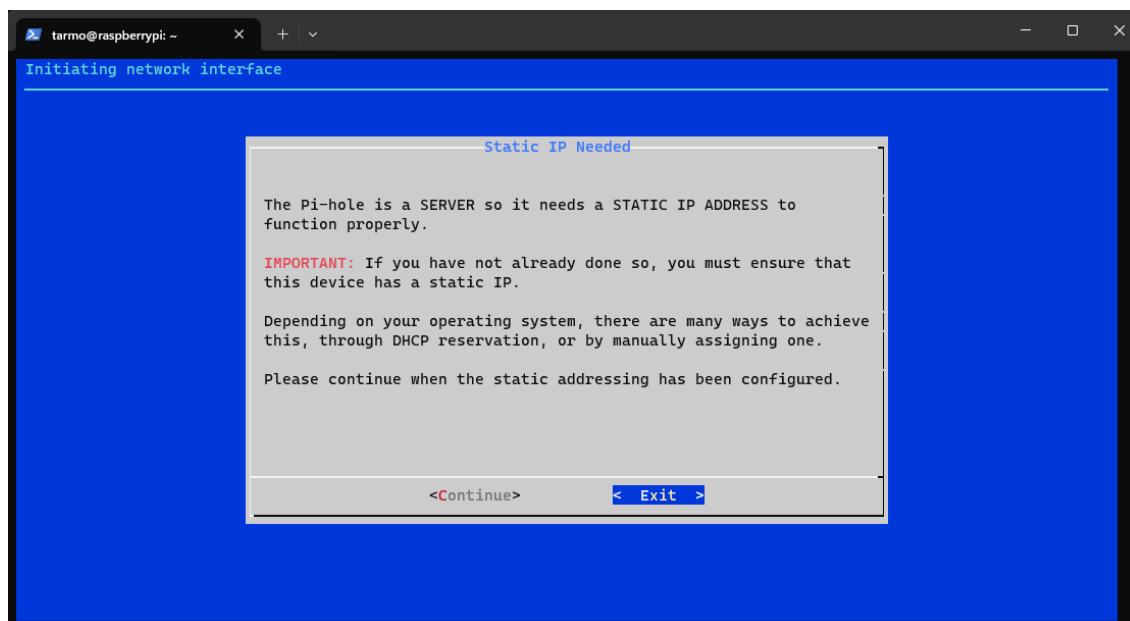 tarmo@raspberrypi: ~
Initiating network interface
Static IP Needed
The Pi-hole is a SERVER so it needs a STATIC IP ADDRESS to
function properly.
IMPORTANT: If you have not already done so, you must ensure that
this device has a static IP.
Depending on your operating system, there are many ways to achieve
this, through DHCP reservation, or by manually assigning one.
Please continue when the static addressing has been configured.
<Continue> < Exit >